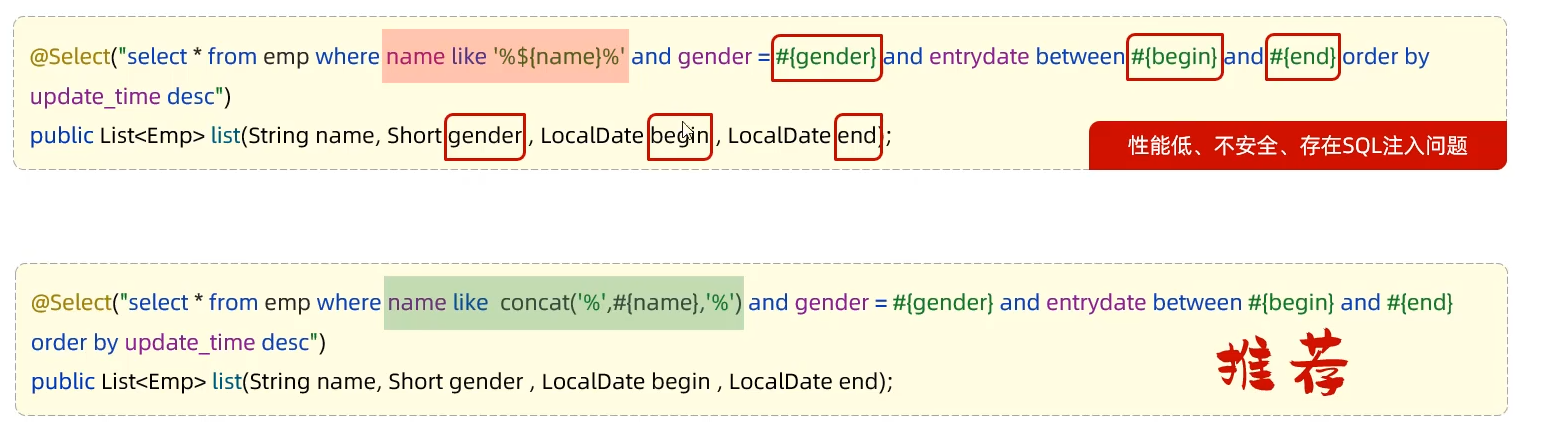 @Select("select * from emp where name like '%${name}%' and gender = #{gender} and entrydate between #{begin} and #{end} order by
update_time desc")
public List<Emp> list(String name, Short gender , LocalDate begin , LocalDate end);
性能低、不安全、存在SQL注入问题
@Select("select * from emp where name like concat('%',#{name},'%') and gender = #{gender} and entrydate between #{begin} and #{end}
order by update_time desc")
public List<Emp> list(String name, Short gender , LocalDate begin , LocalDate end);
推荐